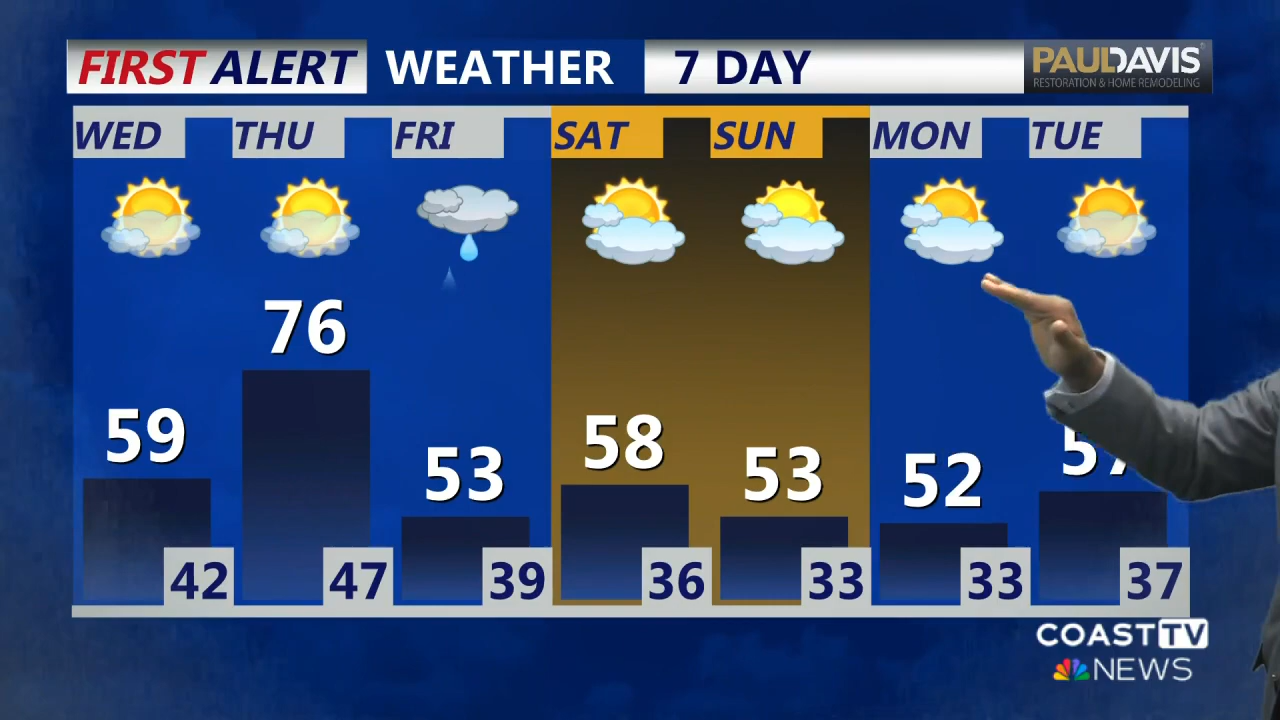 FIRST ALERT WEATHER 7 DAY
PAULDAVIS
RESTORATION & HOME REMODELING
WED THU FRI SAT SUN MON TUE
59 76 53 58 53 52 57
42 47 39 36 33 33 37
COAST TV
NEWS